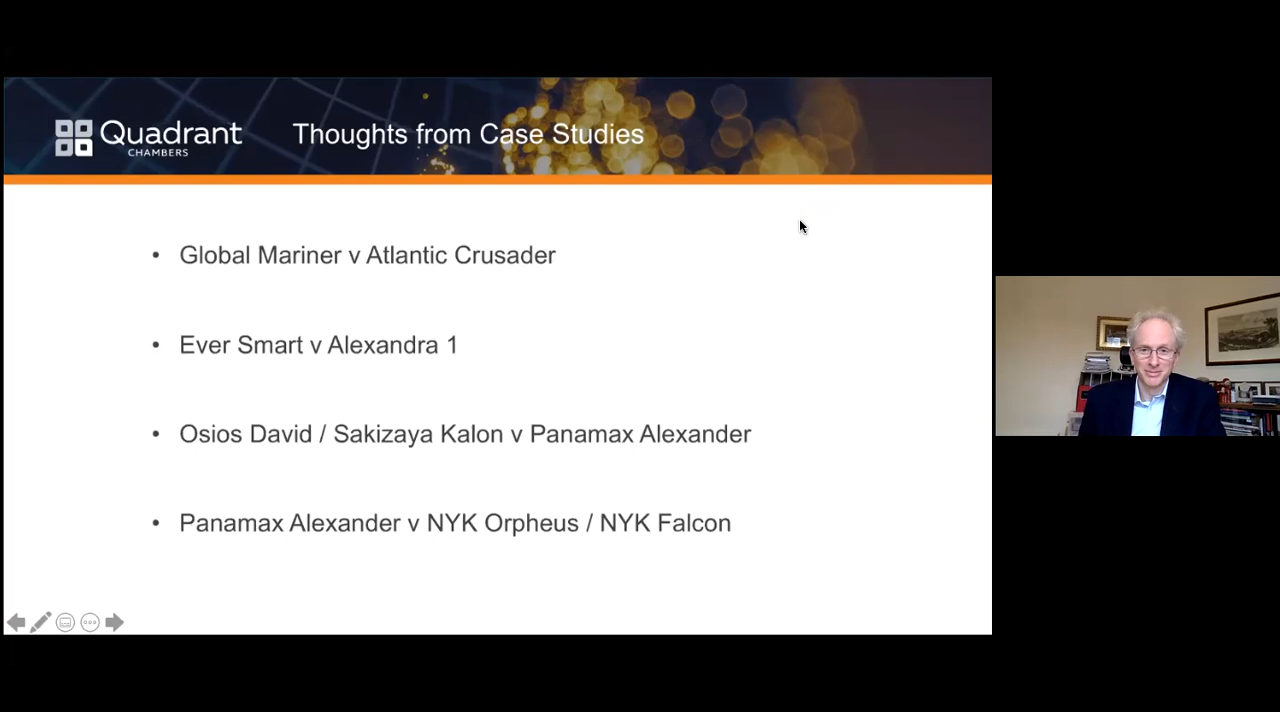 Quadrant
CHAMBERS
Thoughts from Case Studies
• Global Mariner v Atlantic Crusader
• Ever Smart v Alexandra 1
• Osios David / Sakizaya Kalon v Panamax Alexander
• Panamax Alexander v NYK Orpheus / NYK Falcon